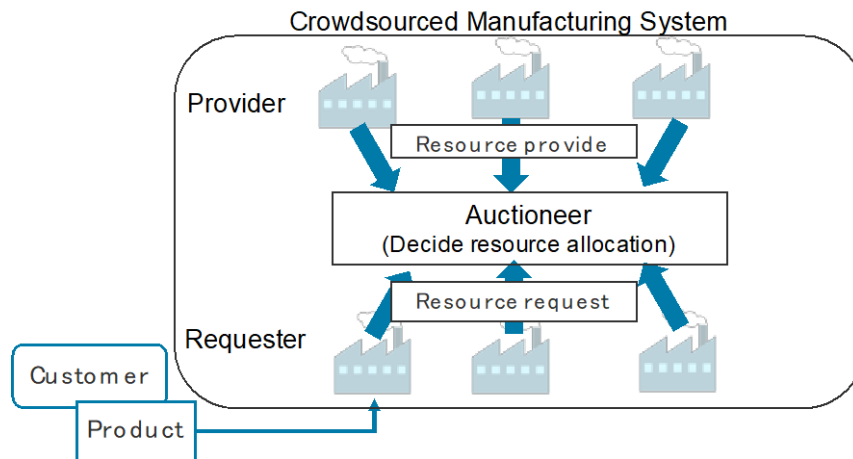 Crowdsourced Manufacturing System
Provider
Resource provide
Auctioneer
(Decide resource allocation)
Resource request
Requester
Customer
Product